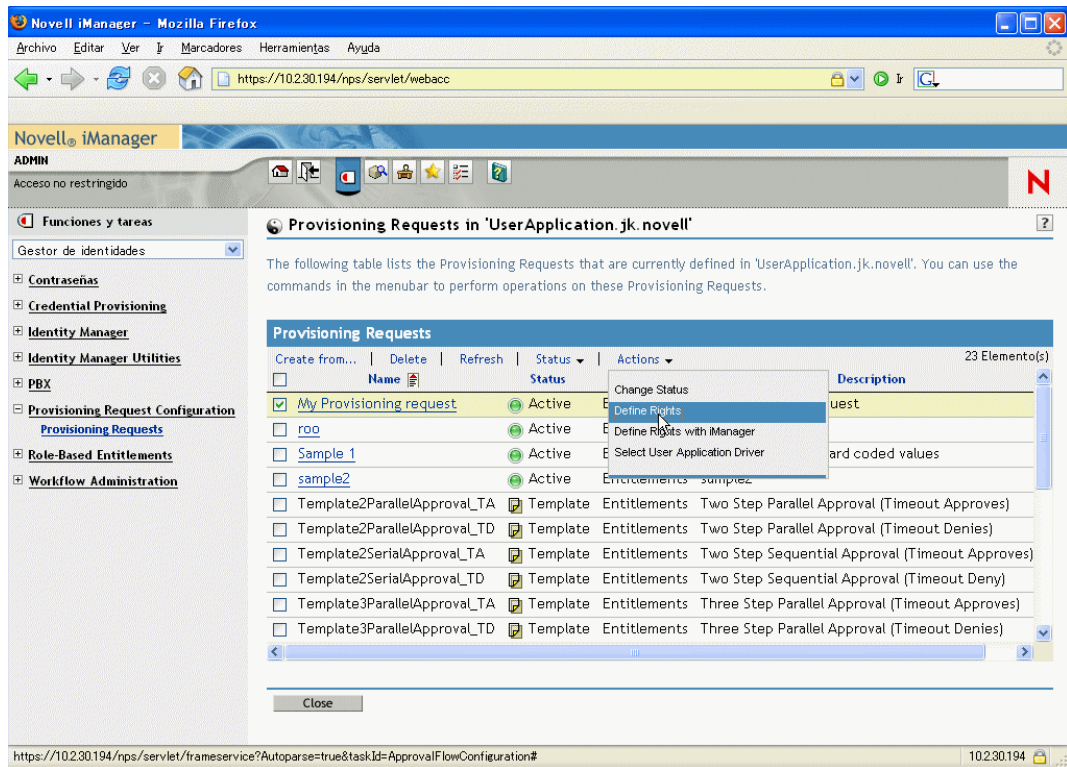 Novell iManager - Mozilla Firefox
Archivo Editar Ver Ir Marcadores Herramientas Ayuda
https://10.2.30.194/nps/servlet/webacc
Ir
Novell® iManager
ADMIN
Acceso no restringido
N
Funciones y tareas
Gestor de identidades
Contraseñas
Credential Provisioning
Identity Manager
Identity Manager Utilities
PBX
Provisioning Request Configuration
Provisioning Requests
Role-Based Entitlements
Workflow Administration
Provisioning Requests in 'UserApplication.jk.novell'
?
The following table lists the Provisioning Requests that are currently defined in 'UserApplication.jk.novell'. You can use the
commands in the menubar to perform operations on these Provisioning Requests.
Provisioning Requests
Create from... | Delete | Refresh | Status | Actions
23 Elemento(s)
Name Status Description
My Provisioning request Active E uest
roo Active E
Sample 1 Active E ard coded values
sample2 Active Entitlements sample2
Change Status
Define Rights
Define Rights with iManager
Select User Application Driver
Template2ParallelApproval_TA Template Entitlements Two Step Parallel Approval (Timeout Approves)
Template2ParallelApproval_TD Template Entitlements Two Step Parallel Approval (Timeout Denies)
Template2SerialApproval_TA Template Entitlements Two Step Sequential Approval (Timeout Approves)
Template2SerialApproval_TD Template Entitlements Two Step Sequential Approval (Timeout Deny)
Template3ParallelApproval_TA Template Entitlements Three Step Parallel Approval (Timeout Approves)
Template3ParallelApproval_TD Template Entitlements Three Step Parallel Approval (Timeout Denies)
Close
https://10.2.30.194/nps/servlet/frameservice?Autoparse=true&taskId=ApprovalFlowConfiguration#
10.2.30.194